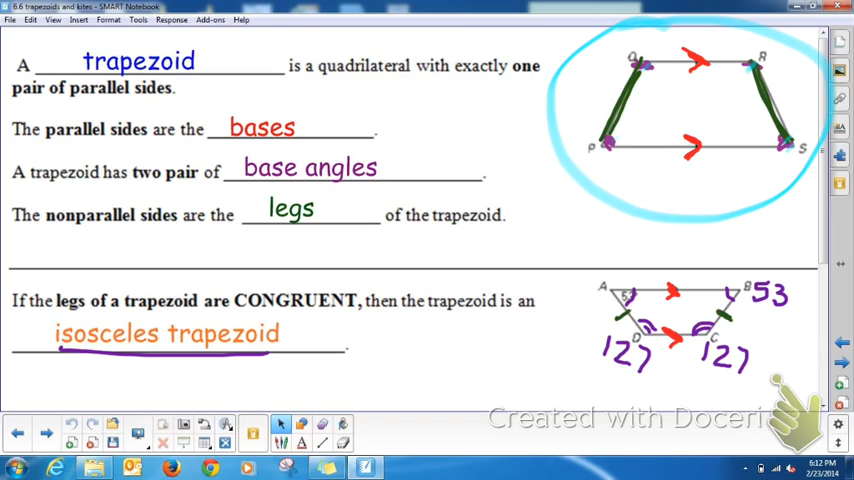 6.6 trapezoids and kites - SMART Notebook
File Edit View Insert Format Tools Response Add-ons Help
A trapezoid is a quadrilateral with exactly one
pair of parallel sides.
The parallel sides are the bases.
A trapezoid has two pair of base angles.
The nonparallel sides are the legs of the trapezoid.
Q R
P S
If the legs of a trapezoid are CONGRUENT, then the trapezoid is an
isosceles trapezoid.
A B 53
53
D C
127 127
Created with Doceri
6:12 PM
2/23/2014